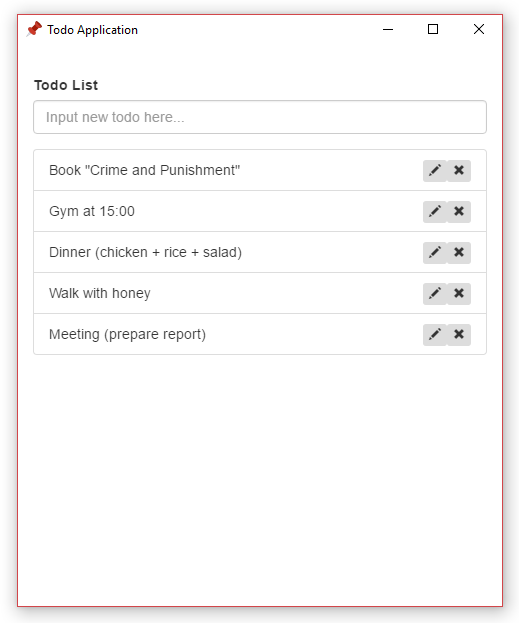 Todo Application
Todo List
Input new todo here...
Book "Crime and Punishment"
Gym at 15:00
Dinner (chicken + rice + salad)
Walk with honey
Meeting (prepare report)